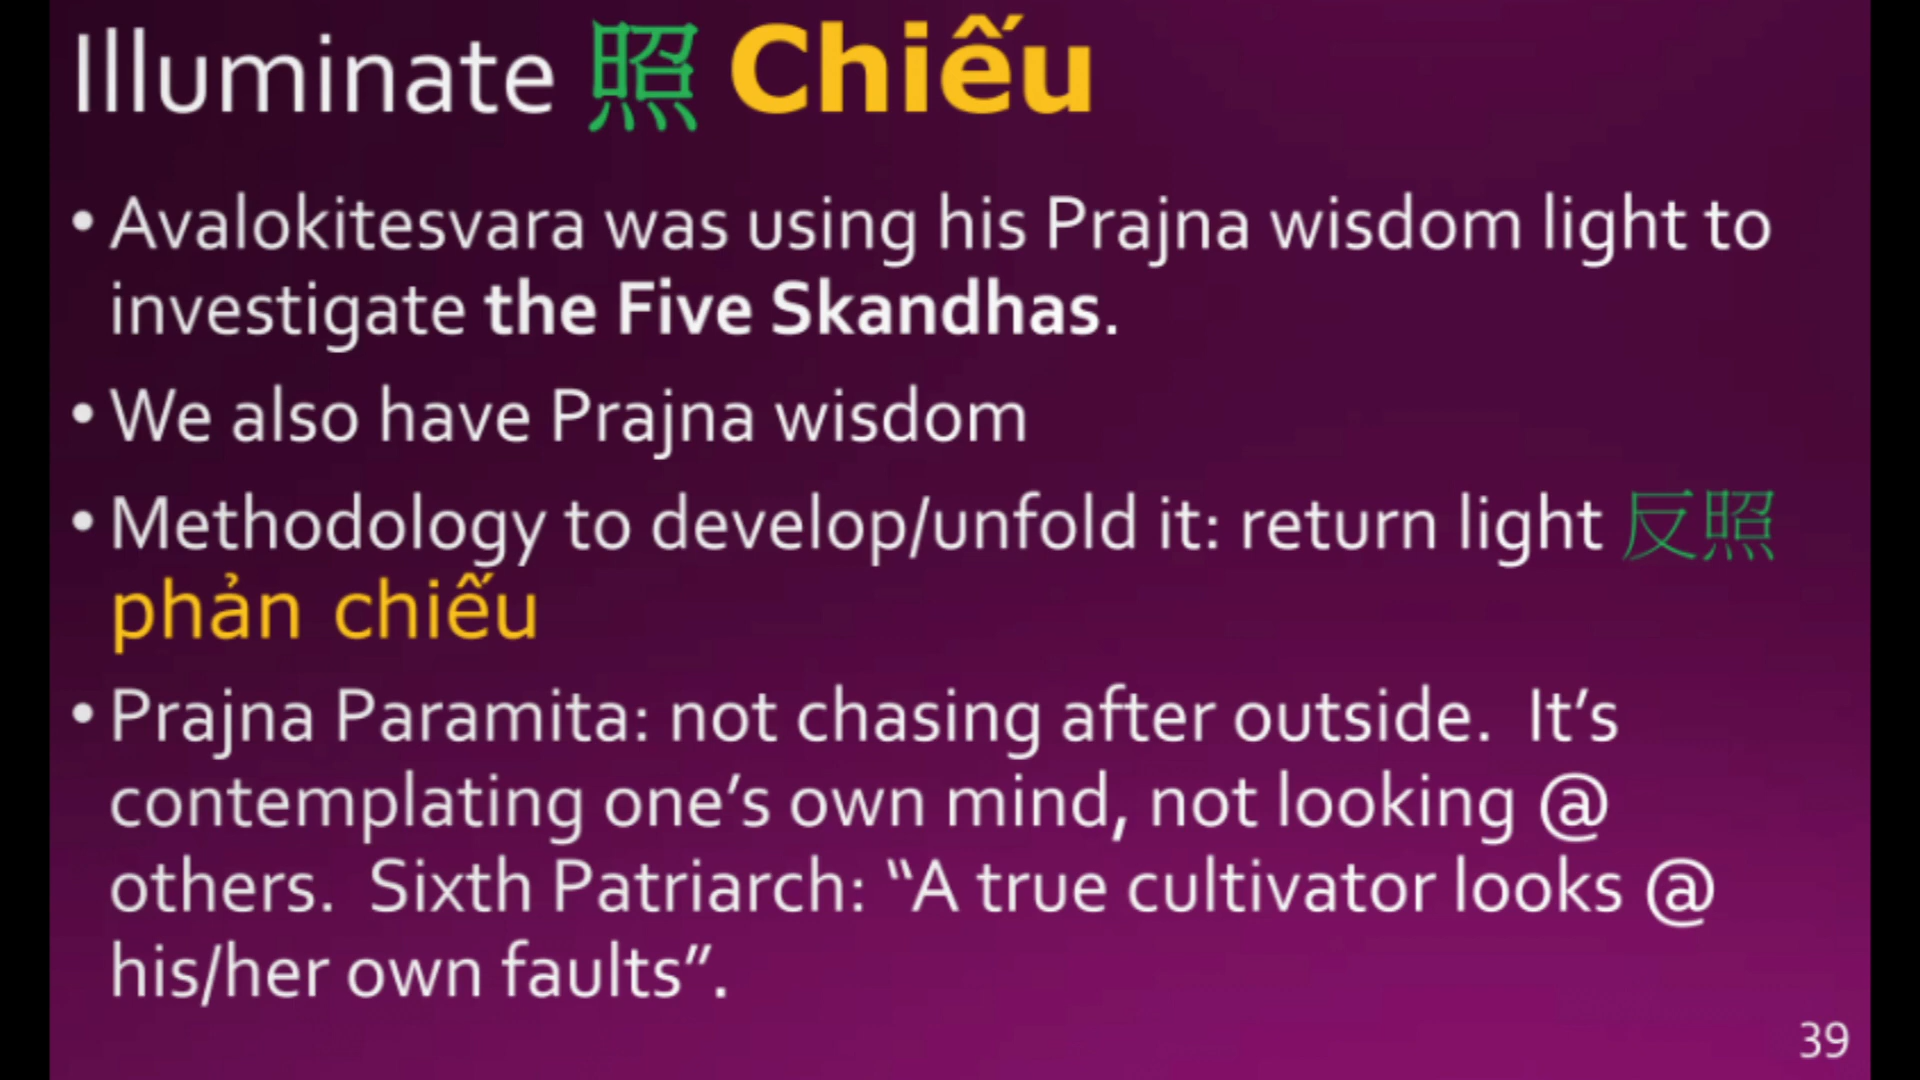 Illuminate 照 Chiếu
• Avalokitesvara was using his Prajna wisdom light to
investigate the Five Skandhas.
• We also have Prajna wisdom
• Methodology to develop/unfold it: return light 反照
phản chiếu
• Prajna Paramita: not chasing after outside. It’s
contemplating one’s own mind, not looking @
others. Sixth Patriarch: “A true cultivator looks @
his/her own faults”.
39